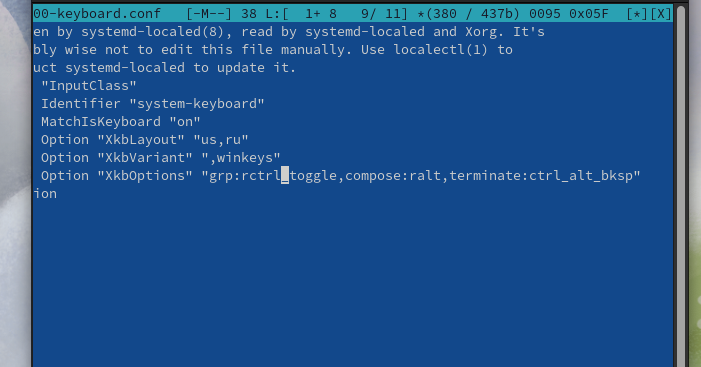 00-keyboard.conf   [-M--] 38 L:[  1+ 8   9/ 11] *(380 / 437b) 0095 0x05F  [*][X]
en by systemd-localed(8), read by systemd-localed and Xorg. It's
bly wise not to edit this file manually. Use localectl(1) to
uct systemd-localed to update it.
"InputClass"
Identifier "system-keyboard"
MatchIsKeyboard "on"
Option "XkbLayout" "us,ru"
Option "XkbVariant" ",winkeys"
Option "XkbOptions" "grp:rctrl_toggle,compose:ralt,terminate:ctrl_alt_bksp"
ion